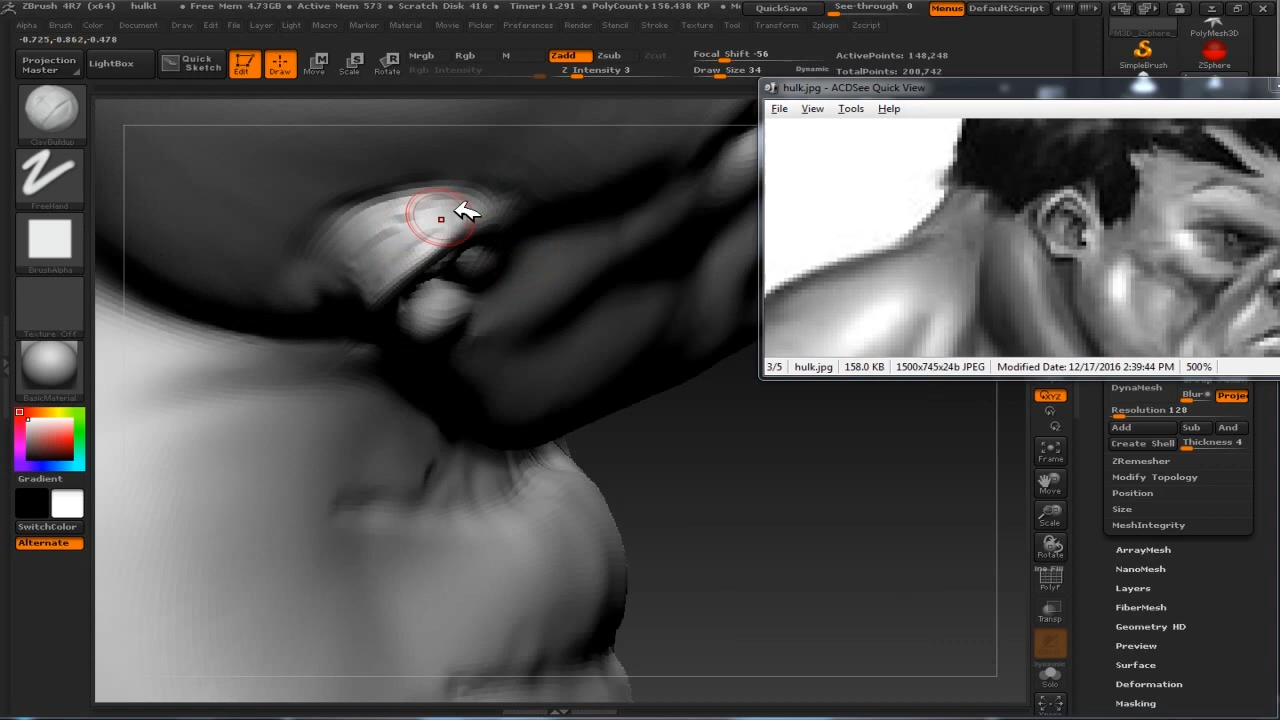 ZBrush 4R7 (x64) hulk1 • Free Mem 4.73GB • Active Mem 573 • Scratch Disk 416 • Timer▶1.291 • PolyCount▶156.438 KP • Me QuickSave See-through 0 Menus DefaultZScript
Alpha Brush Color Document Draw Edit File Layer Light Macro Marker Material Movie Picker Preferences Render Stencil Stroke Texture Tool Transform Zplugin Zscript
-0.725,-0.862,-0.478
Projection Master
LightBox
Quick Sketch
Edit
Draw
Move
Scale
Rotate
Mrgb Rgb M
Rgb Intensity
Zadd Zsub Zcut
Z Intensity 3
Focal Shift -56
Draw Size 34 Dynamic
ActivePoints: 148,248
TotalPoints: 200,742
PolyMesh3D
SimpleBrush
ZSphere
hulk.jpg - ACDSee Quick View
File View Tools Help
3/5 hulk.jpg 158.0 KB 1500x745x24b JPEG Modified Date: 12/17/2016 2:39:44 PM 500%
ClayBuildup
FreeHand
BrushAlpha
Texture Off
BasicMaterial
Gradient
SwitchColor
Alternate
XYZ
Frame
Move
Scale
Rotate
PolyF
Transp
Dynamic
Solo
Xpose
DynaMesh
Blur Proje
Resolution 128
Add Sub And
Create Shell Thickness 4
ZRemesher
Modify Topology
Position
Size
MeshIntegrity
ArrayMesh
NanoMesh
Layers
FiberMesh
Geometry HD
Preview
Surface
Deformation
Masking